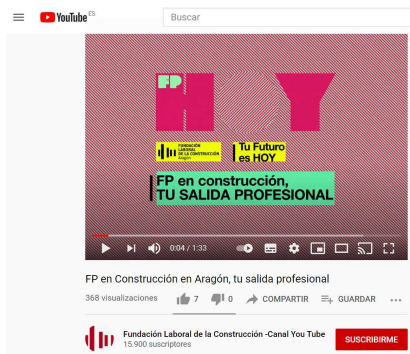 YouTube ES
Buscar
FP
HOY
FUNDACIÓN
LABORAL
DE LA CONSTRUCCIÓN
Aragón
Tu Futuro
es HOY
FP en construcción,
TU SALIDA PROFESIONAL
0:04 / 1:33
FP en Construcción en Aragón, tu salida profesional
368 visualizaciones
7
0
COMPARTIR
GUARDAR
Fundación Laboral de la Construcción -Canal You Tube
15.900 suscriptores
SUSCRIBIRME